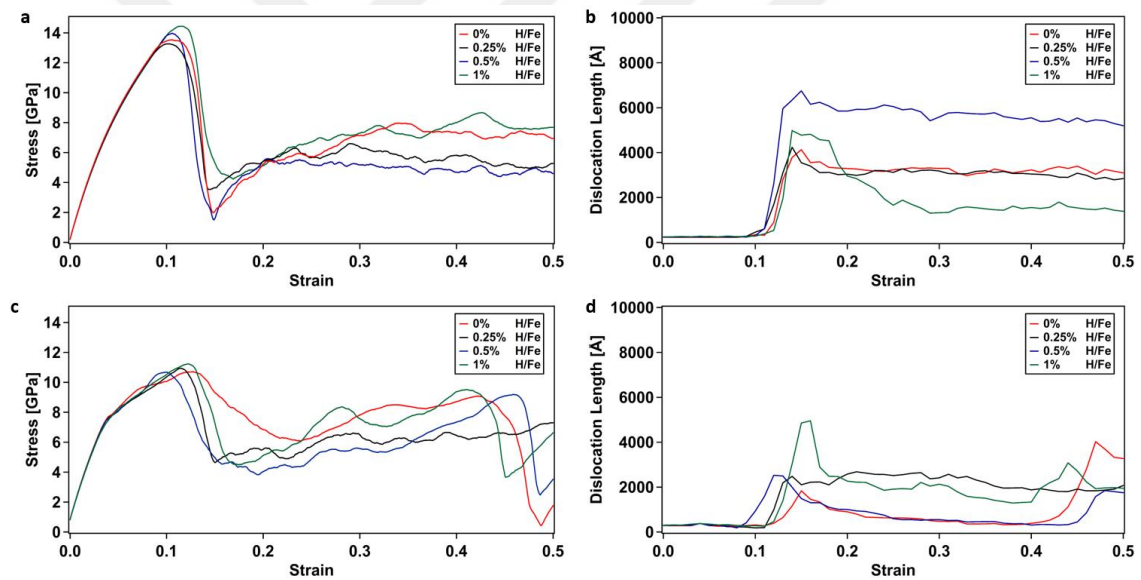 a
14
12
10
8
6
4
2
0
Stress [GPa]
0.0 0.1 0.2 0.3 0.4 0.5
Strain
0% H/Fe
0.25% H/Fe
0.5% H/Fe
1% H/Fe
b
10000
8000
6000
4000
2000
0
Dislocation Length [Å]
0.0 0.1 0.2 0.3 0.4 0.5
Strain
0% H/Fe
0.25% H/Fe
0.5% H/Fe
1% H/Fe
c
14
12
10
8
6
4
2
0
Stress [GPa]
0.0 0.1 0.2 0.3 0.4 0.5
Strain
0% H/Fe
0.25% H/Fe
0.5% H/Fe
1% H/Fe
d
10000
8000
6000
4000
2000
0
Dislocation Length [Å]
0.0 0.1 0.2 0.3 0.4 0.5
Strain
0% H/Fe
0.25% H/Fe
0.5% H/Fe
1% H/Fe